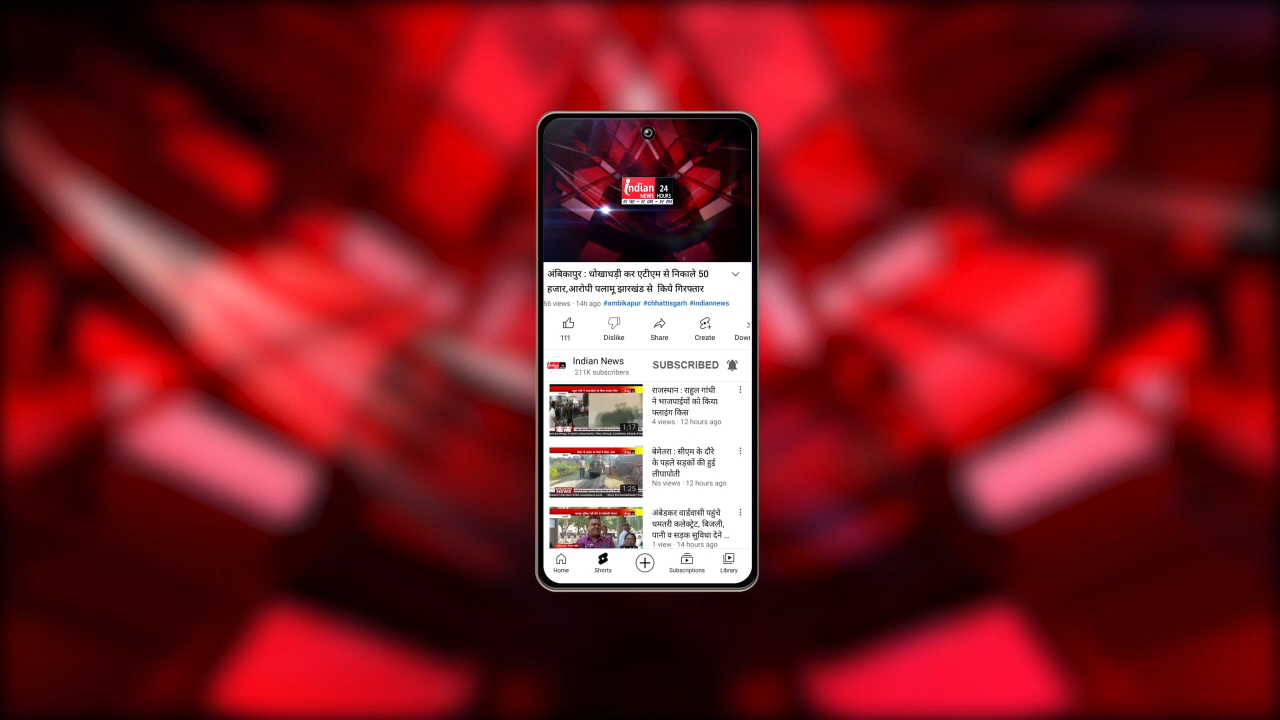 Indian 24
NEWS HOURS
अंबिकापुर : धोखाधड़ी कर एटीएम से निकाले 50
हजार,आरोपी पलामू झारखंड से किये गिरफ्तार
66 views · 14h ago #ambikapur #chhattisgarh #indiannews
111 Dislike Share Create
Indian News
SUBSCRIBED
211K subscribers
राजस्थान : राहुल गांधी
ने भाजपाईयों को किया
फ्लाइंग किस
4 views · 12 hours ago
1:17
बेमेतरा : सीएम के दौरे
के पहले सड़कों की हुई
लीपापोती
No views · 12 hours ago
1:25
अंबेडकर वार्डवासी पहुंचे
धमतरी कलेक्ट्रेट, बिजली,
पानी व सड़क सुविधा देने ...
1 view · 14 hours ago
Home Shorts Subscriptions Library